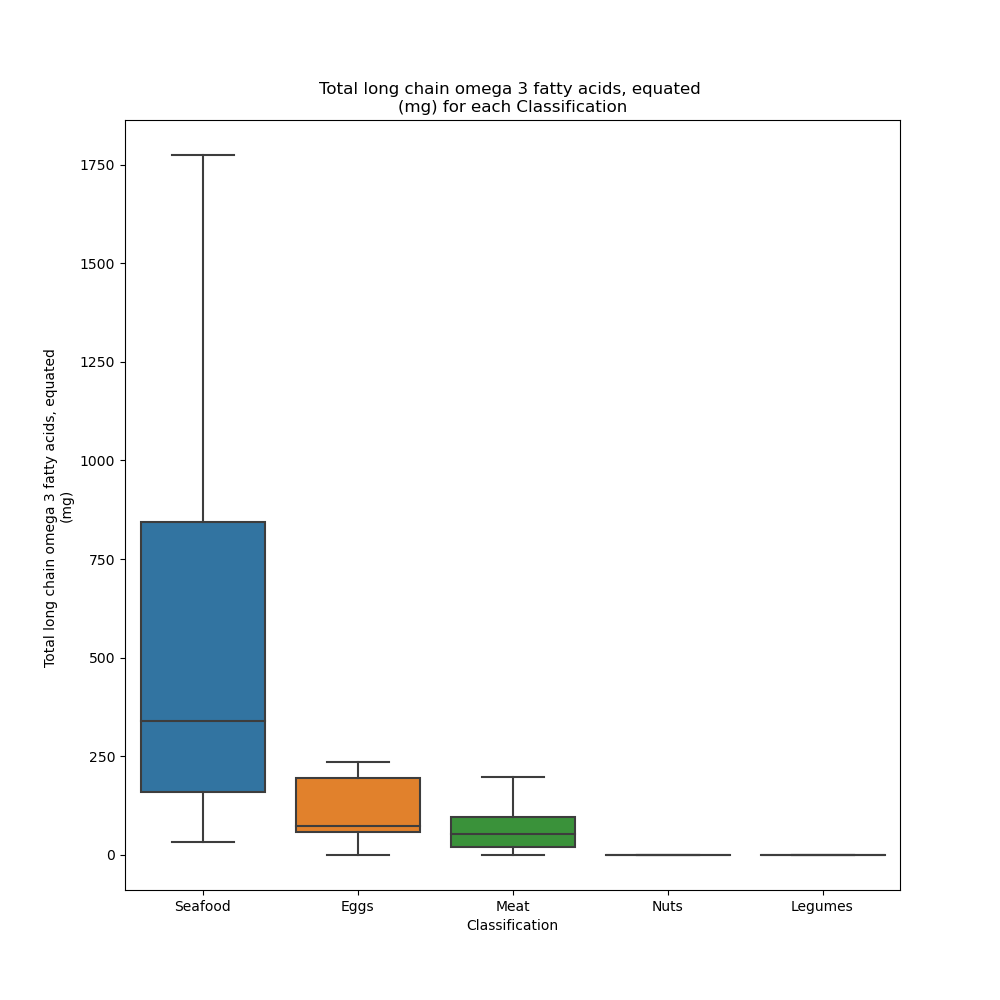 Total long chain omega 3 fatty acids, equated
(mg) for each Classification
Total long chain omega 3 fatty acids, equated
(mg)
1750
1500
1250
1000
750
500
250
0
Seafood
Eggs
Meat
Nuts
Legumes
Classification